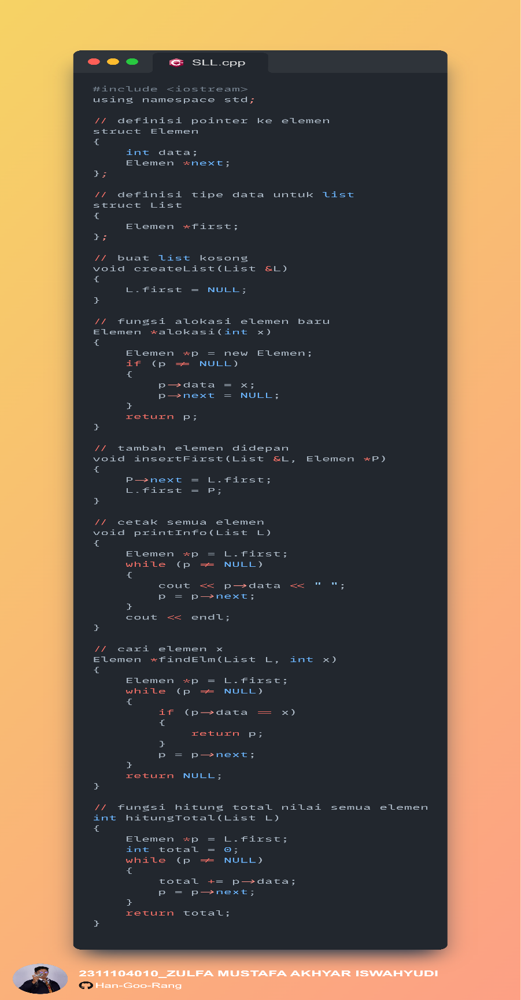 SLL.cpp
#include <iostream>
using namespace std;
// definisi pointer ke elemen
struct Elemen
{
    int data;
    Elemen *next;
};
// definisi tipe data untuk list
struct List
{
    Elemen *first;
};
// buat list kosong
void createList(List &L)
{
    L.first = NULL;
}
// fungsi alokasi elemen baru
Elemen *alokasi(int x)
{
    Elemen *p = new Elemen;
    if (p != NULL)
    {
        p->data = x;
        p->next = NULL;
    }
    return p;
}
// tambah elemen didepan
void insertFirst(List &L, Elemen *P)
{
    P->next = L.first;
    L.first = P;
}
// cetak semua elemen
void printInfo(List L)
{
    Elemen *p = L.first;
    while (p != NULL)
    {
        cout << p->data << " ";
        p = p->next;
    }
    cout << endl;
}
// cari elemen x
Elemen *findElm(List L, int x)
{
    Elemen *p = L.first;
    while (p != NULL)
    {
        if (p->data == x)
        {
            return p;
        }
        p = p->next;
    }
    return NULL;
}
// fungsi hitung total nilai semua elemen
int hitungTotal(List L)
{
    Elemen *p = L.first;
    int total = 0;
    while (p != NULL)
    {
        total += p->data;
        p = p->next;
    }
    return total;
}
2311104010_ZULFA MUSTAFA AKHYAR ISWAHYUDI
Han-Goo-Rang